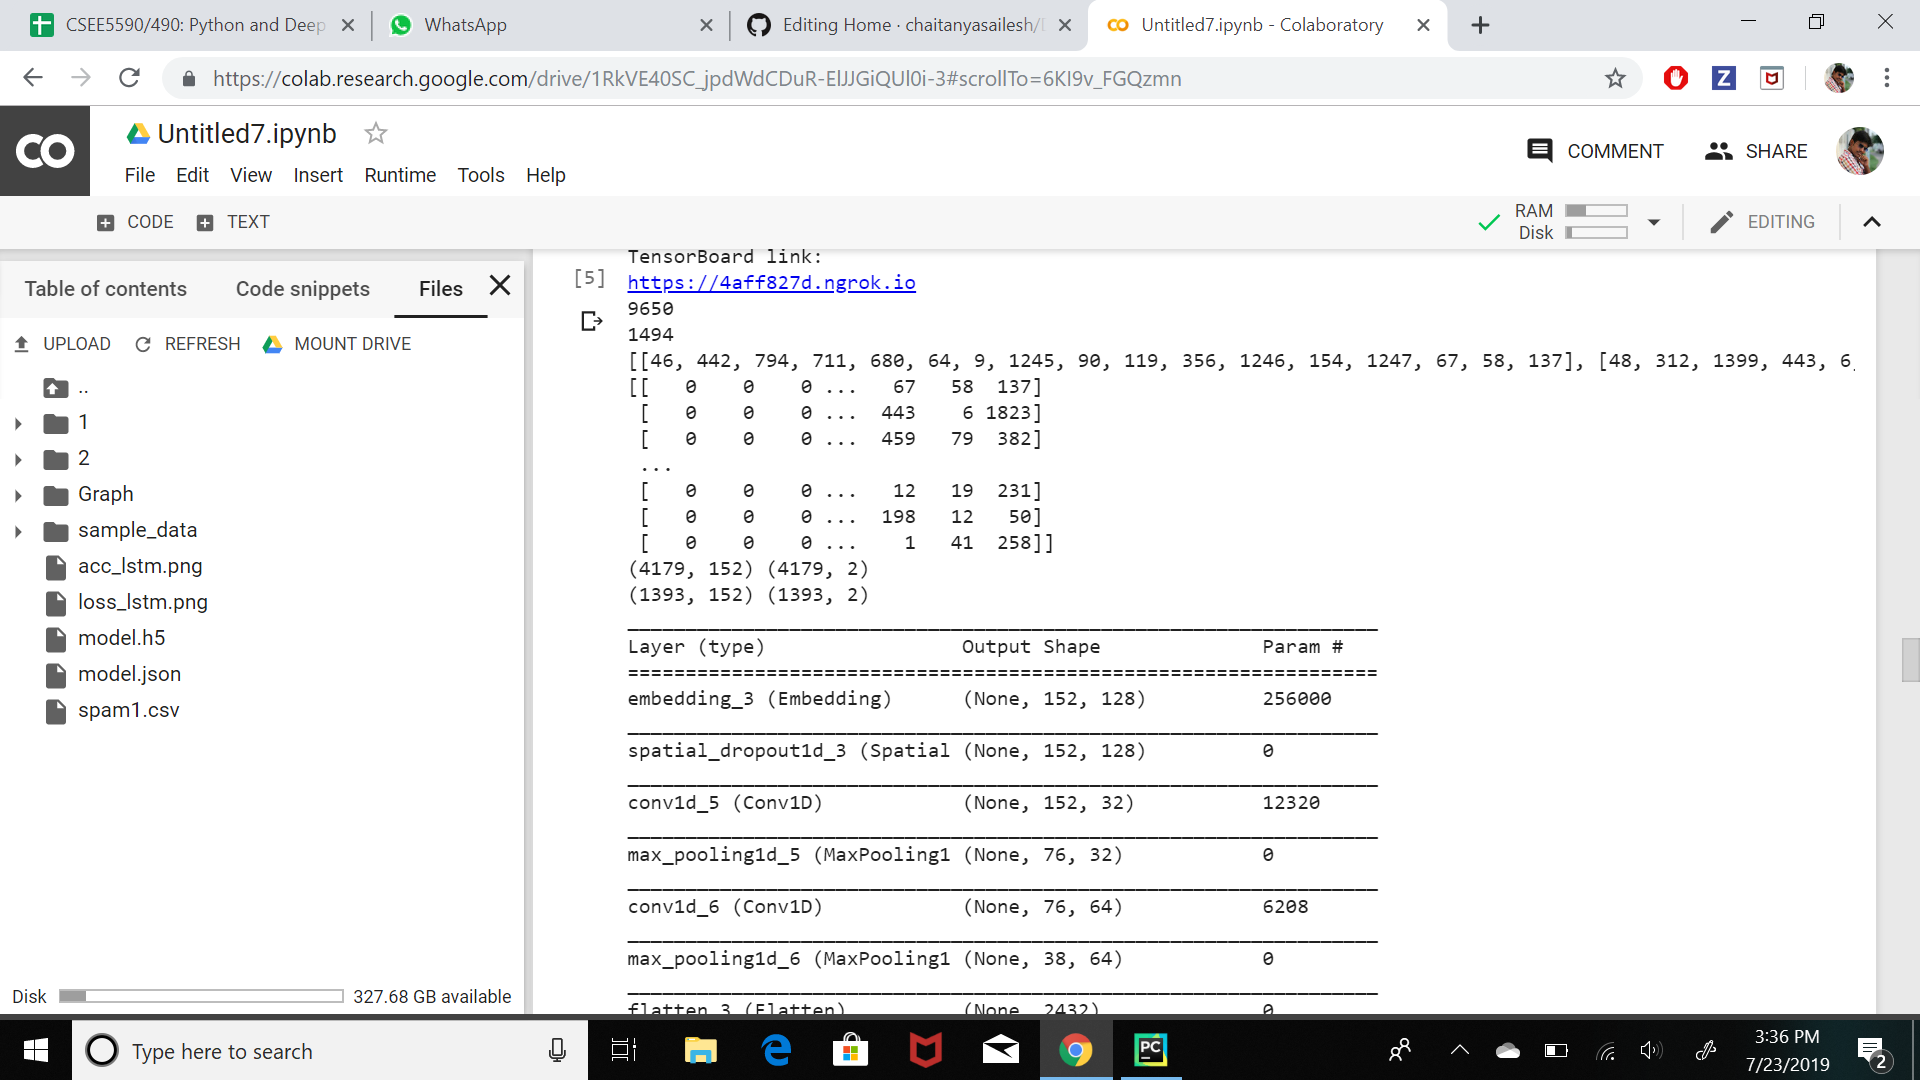 CSEE5590/490: Python and Deep
WhatsApp
Editing Home · chaitanyasailesh/
Untitled7.ipynb - Colaboratory
https://colab.research.google.com/drive/1RkVE40SC_jpdWdCDuR-ElJJGiQUl0i-3#scrollTo=6KI9v_FGQzmn
CO
Untitled7.ipynb
COMMENT
SHARE
File Edit View Insert Runtime Tools Help
CODE
TEXT
RAM
Disk
EDITING
Table of contents
Code snippets
Files
UPLOAD
REFRESH
MOUNT DRIVE
..
1
2
Graph
sample_data
acc_lstm.png
loss_lstm.png
model.h5
model.json
spam1.csv
Disk
327.68 GB available
TensorBoard link:
[5]
https://4aff827d.ngrok.io
9650
1494
[[46, 442, 794, 711, 680, 64, 9, 1245, 90, 119, 356, 1246, 154, 1247, 67, 58, 137], [48, 312, 1399, 443, 6,
[[ 0 0 0 ... 67 58 137]
[ 0 0 0 ... 443 6 1823]
[ 0 0 0 ... 459 79 382]
...
[ 0 0 0 ... 12 19 231]
[ 0 0 0 ... 198 12 50]
[ 0 0 0 ... 1 41 258]]
(4179, 152) (4179, 2)
(1393, 152) (1393, 2)
_________________________________________________________________
Layer (type) Output Shape Param #
=================================================================
embedding_3 (Embedding) (None, 152, 128) 256000
_________________________________________________________________
spatial_dropout1d_3 (Spatial (None, 152, 128) 0
_________________________________________________________________
conv1d_5 (Conv1D) (None, 152, 32) 12320
_________________________________________________________________
max_pooling1d_5 (MaxPooling1 (None, 76, 32) 0
_________________________________________________________________
conv1d_6 (Conv1D) (None, 76, 64) 6208
_________________________________________________________________
max_pooling1d_6 (MaxPooling1 (None, 38, 64) 0
_________________________________________________________________
flatten_3 (Flatten) (None, 2432) 0
Type here to search
PC
3:36 PM
7/23/2019
2